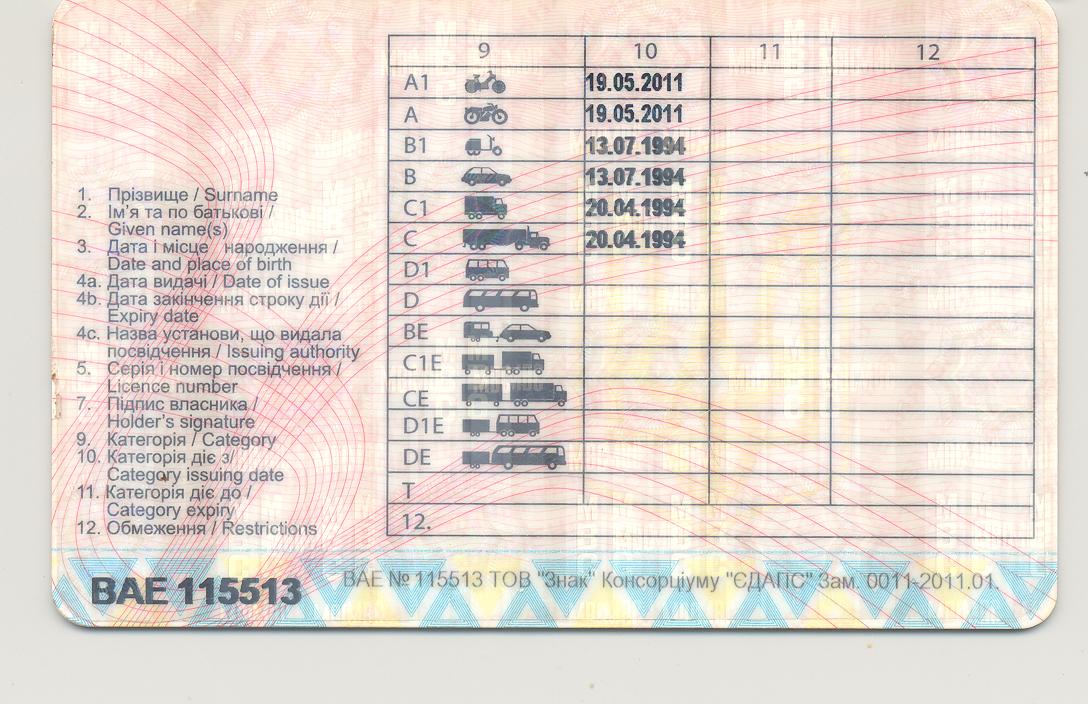 1. Прізвище / Surname
2. Ім'я та по батькові /
Given name(s)
3. Дата і місце народження /
Date and place of birth
4a. Дата видачі / Date of issue
4b. Дата закінчення строку дії /
Expiry date
4c. Назва установи, що видала
посвідчення / Issuing authority
5. Серія і номер посвідчення /
Licence number
7. Підпис власника /
Holder's signature
9. Категорія / Category
10. Категорія діє з/
Category issuing date
11. Категорія діє до /
Category expiry
12. Обмеження / Restrictions
9 10 11 12
A1 19.05.2011
A 19.05.2011
B1 13.07.1994
B 13.07.1994
C1 20.04.1994
C 20.04.1994
D1
D
BE
C1E
CE
D1E
DE
T
12.
BAE 115513
ВАЕ № 115513 ТОВ "Знак" Консорціуму "ЄДАПС" Зам. 0011-2011.01.